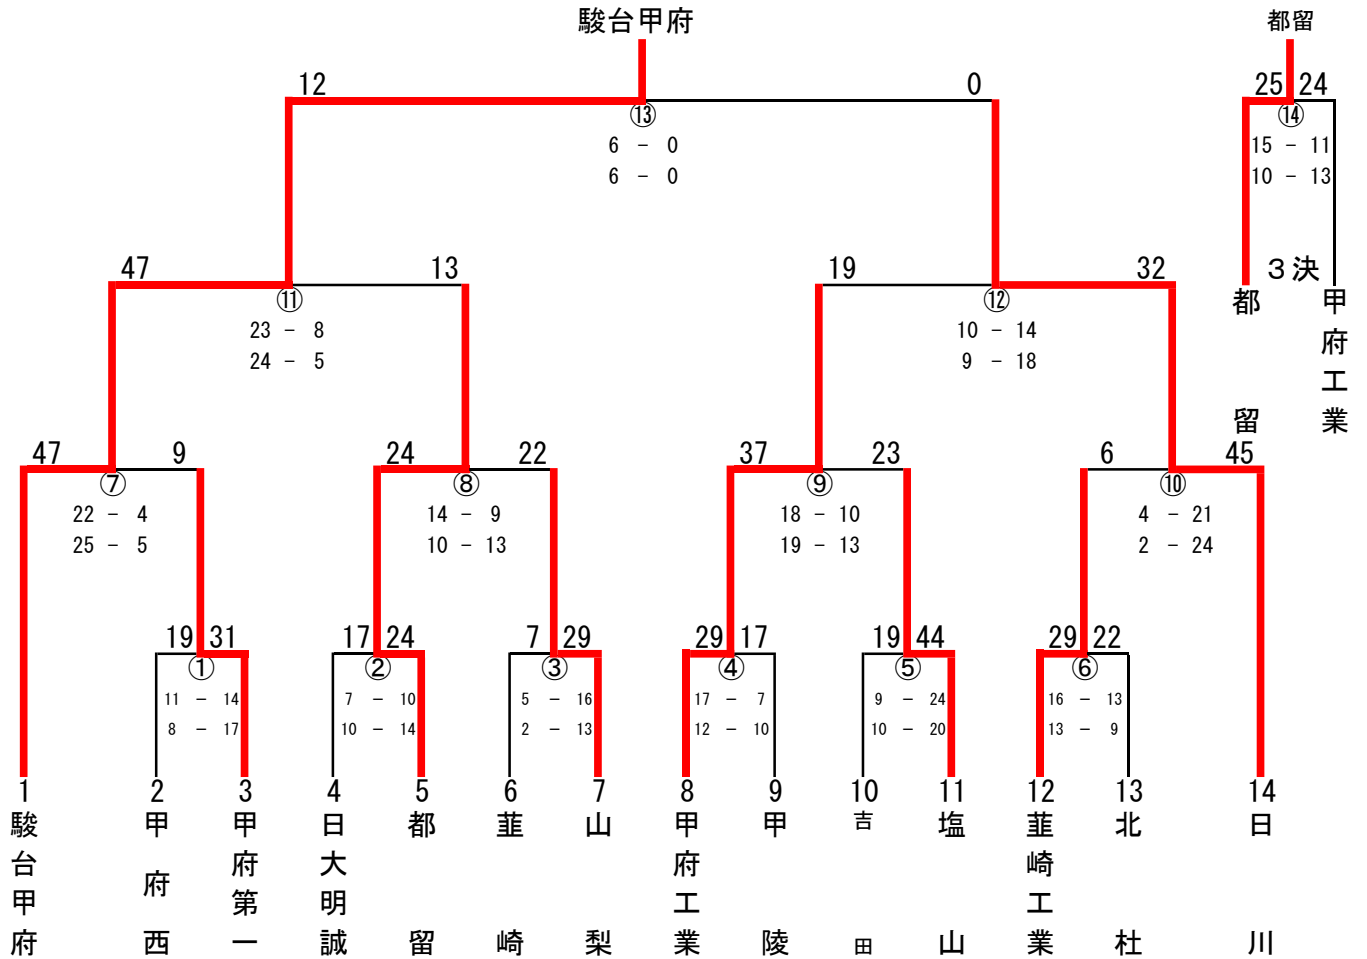 駿台甲府 都留
12 0 25 24
⑬ ⑭
6 － 0 15 － 11
6 － 0 10 － 13
47 13 19 32 3決
⑪ ⑫ 都留 甲府工業
23 － 8 10 － 14
24 － 5 9 － 18
47 9 24 22 37 23 6 45
⑦ ⑧ ⑨ ⑩
22 － 4 14 － 9 18 － 10 4 － 21
25 － 5 10 － 13 19 － 13 2 － 24
19 31 17 24 7 29 29 17 19 44 29 22
① ② ③ ④ ⑤ ⑥
11 － 14 7 － 10 5 － 16 17 － 7 9 － 24 16 － 13
8 － 17 10 － 14 2 － 13 12 － 10 10 － 20 13 － 9
1 2 3 4 5 6 7 8 9 10 11 12 13 14
駿台甲府
甲府西
甲府第一
日大明誠
都留
韮崎
山梨
甲府工業
甲陵
吉田
塩山
韮崎工業
北杜
日川